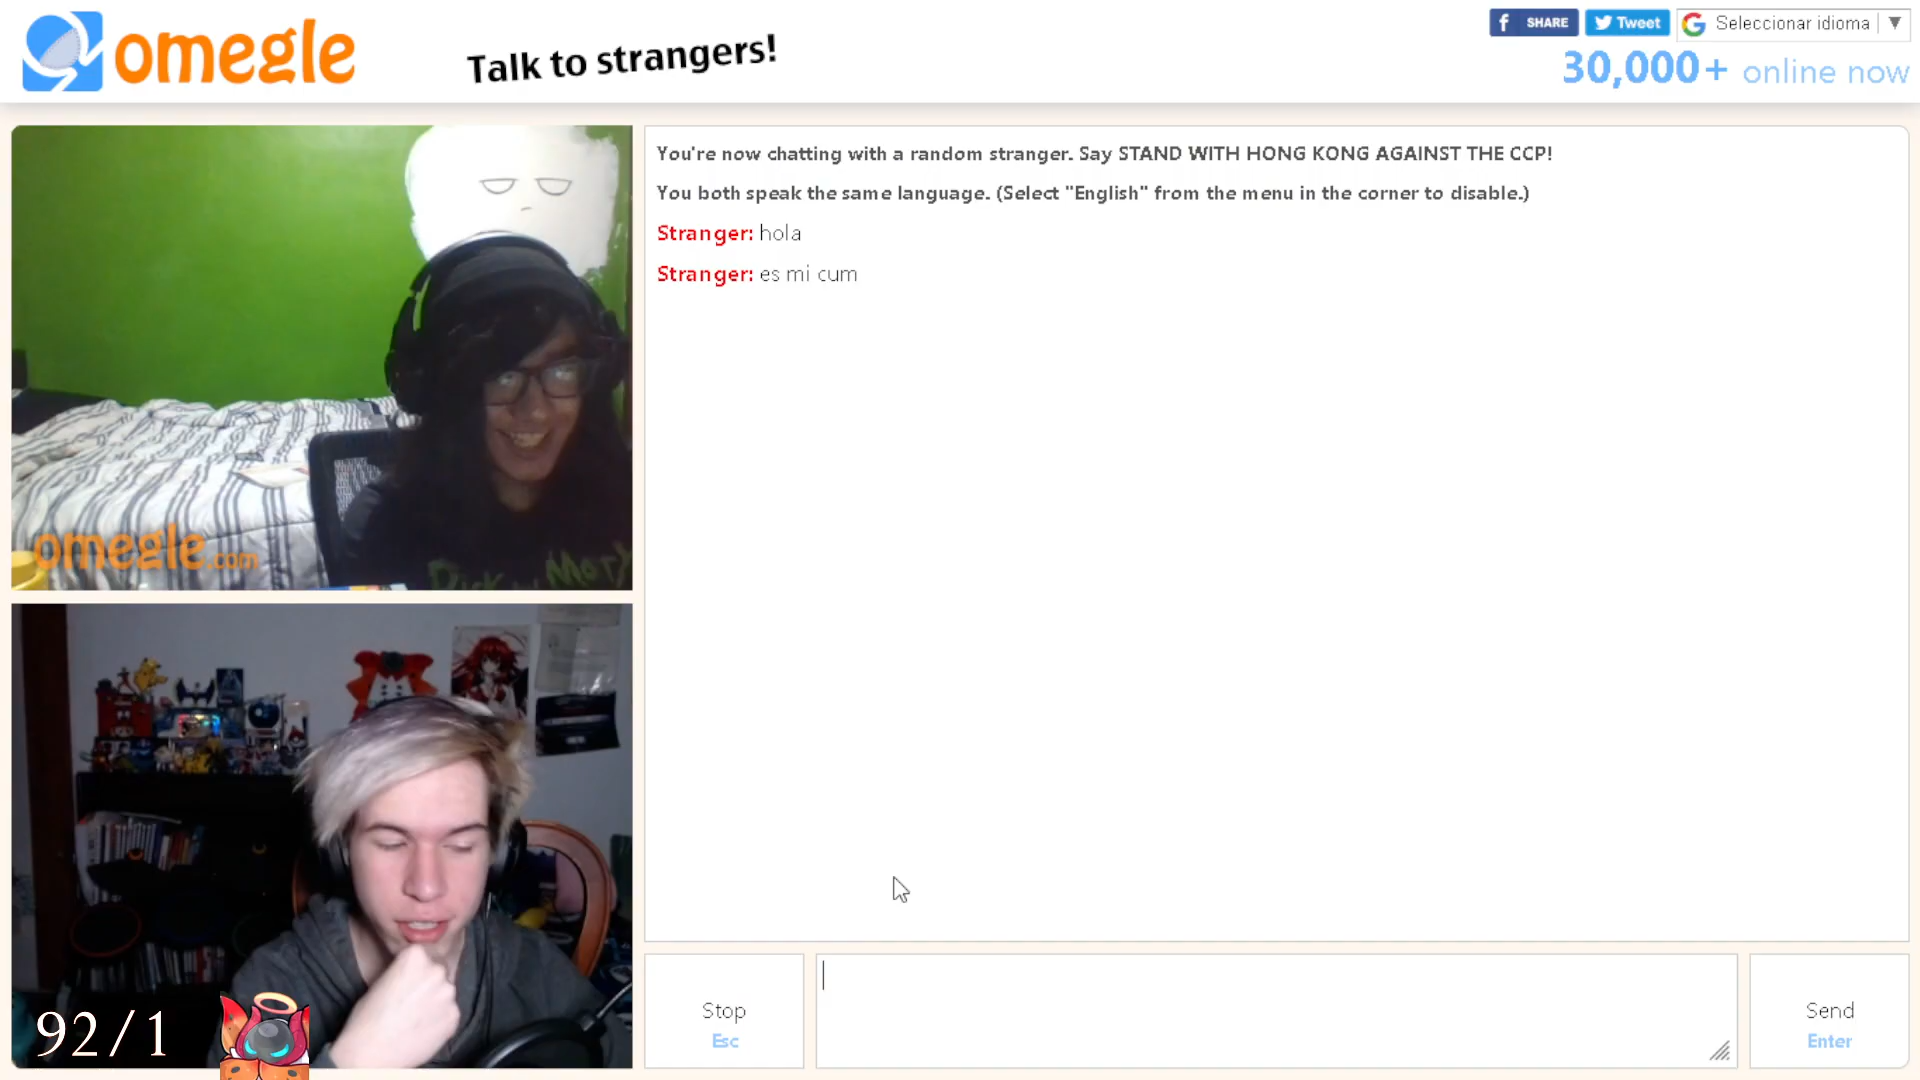 omegle
Talk to strangers!
SHARE
Tweet
Seleccionar idioma
30,000+ online now
You're now chatting with a random stranger. Say STAND WITH HONG KONG AGAINST THE CCP!
You both speak the same language. (Select "English" from the menu in the corner to disable.)
Stranger: hola
Stranger: es mi cum
omegle.com
92/1
Stop
Esc
Send
Enter